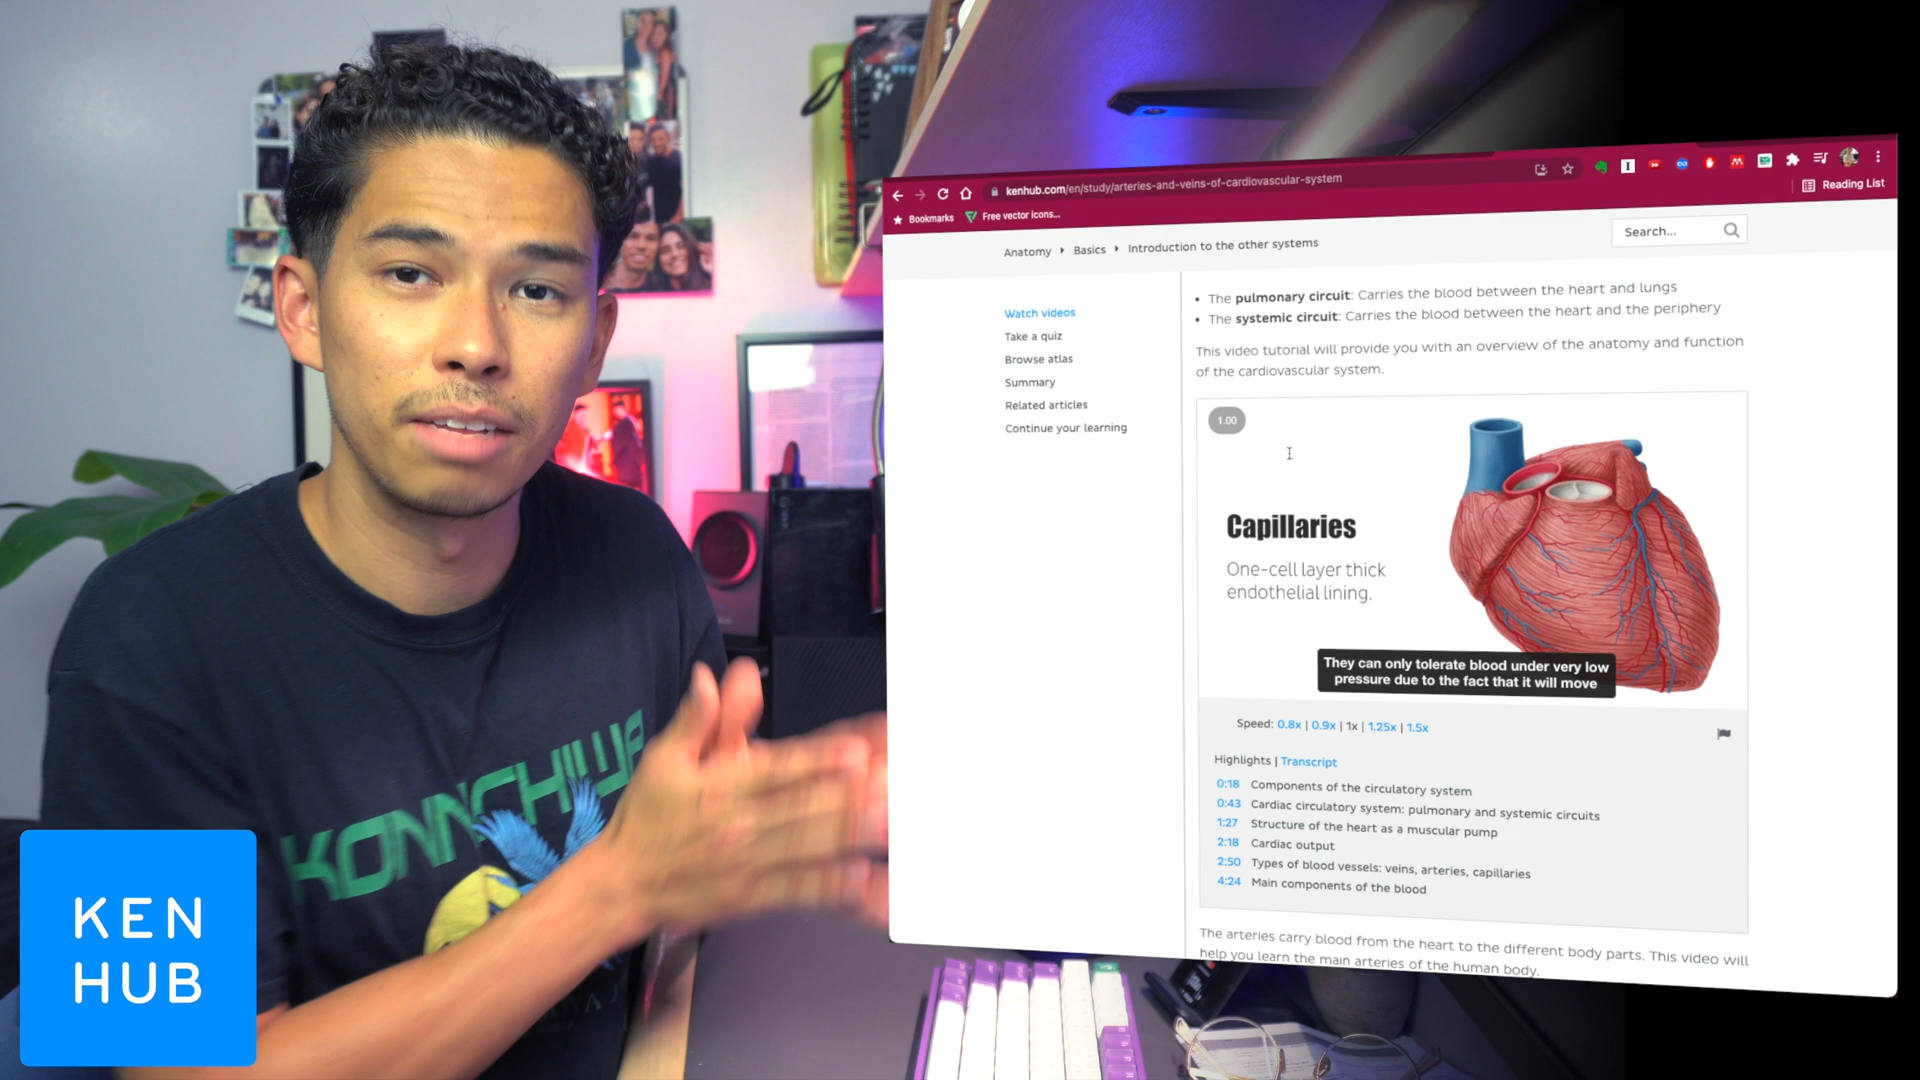 KONNCHIWA
KEN
HUB
kenhub.com/en/study/arteries-and-veins-of-cardiovascular-system
Reading List
Bookmarks
Free vector icons...
Anatomy
Basics
Introduction to the other systems
Search...
Watch videos
Take a quiz
Browse atlas
Summary
Related articles
Continue your learning
The pulmonary circuit: Carries the blood between the heart and lungs
The systemic circuit: Carries the blood between the heart and the periphery
This video tutorial will provide you with an overview of the anatomy and function
of the cardiovascular system.
1.00
Capillaries
One-cell layer thick
endothelial lining.
They can only tolerate blood under very low
pressure due to the fact that it will move
Speed: 0.8x | 0.9x | 1x | 1.25x | 1.5x
Highlights | Transcript
0:18 Components of the circulatory system
0:43 Cardiac circulatory system: pulmonary and systemic circuits
1:27 Structure of the heart as a muscular pump
2:18 Cardiac output
2:50 Types of blood vessels: veins, arteries, capillaries
4:24 Main components of the blood
The arteries carry blood from the heart to the different body parts. This video will
help you learn the main arteries of the human body.